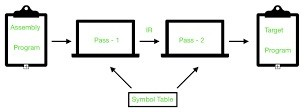 Assembly
Program
Pass - 1
IR
Pass - 2
Target
Program
Symbol Table